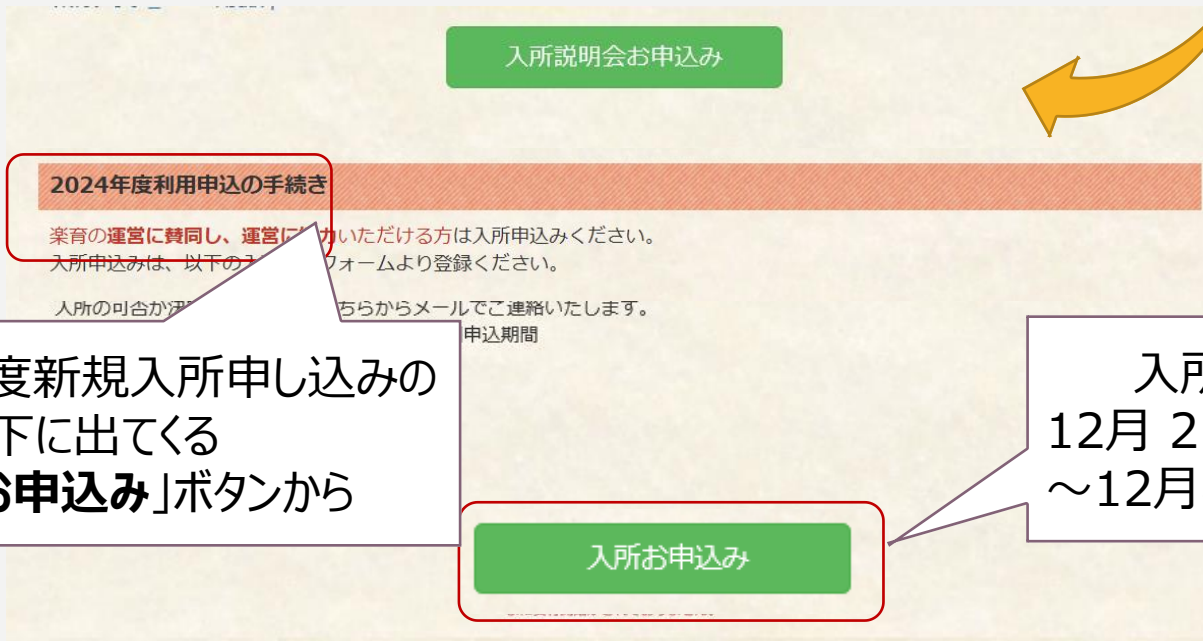 入所説明会お申込み
2024年度利用申込の手続き
楽育の運営に賛同し、運営に いただける方は入所申込みください。
入所申込みは、以下の フォームより登録ください。
入所の可否が ちらからメールでご連絡いたします。
申込期間
度新規入所申し込みの
下に出てくる
お申込み」ボタンから
入所
12月 2
～12月
入所お申込み